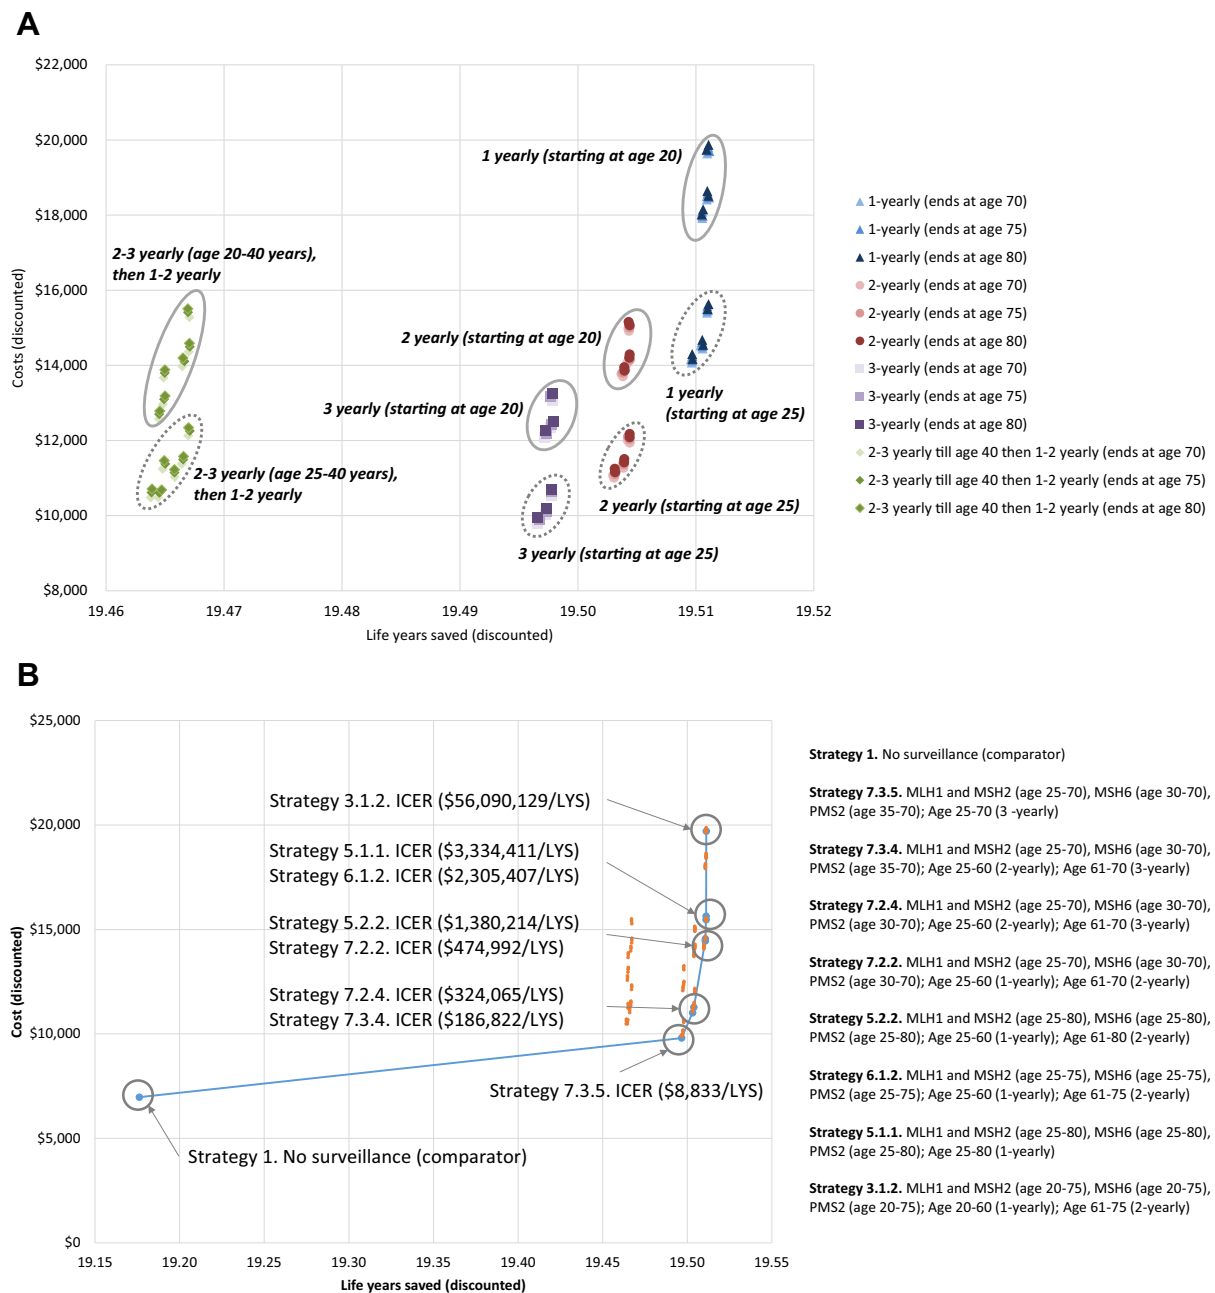 A
$22,000
$20,000
$18,000
$16,000
$14,000
$12,000
$10,000
$8,000
Costs (discounted)
19.46 19.47 19.48 19.49 19.50 19.51 19.52
Life years saved (discounted)
1 yearly (starting at age 20)
2-3 yearly (age 20-40 years),
then 1-2 yearly
2 yearly (starting at age 20)
3 yearly (starting at age 20)
1 yearly
(starting at age 25)
2-3 yearly (age 25-40 years),
then 1-2 yearly
2 yearly (starting at age 25)
3 yearly (starting at age 25)
1-yearly (ends at age 70)
1-yearly (ends at age 75)
1-yearly (ends at age 80)
2-yearly (ends at age 70)
2-yearly (ends at age 75)
2-yearly (ends at age 80)
3-yearly (ends at age 70)
3-yearly (ends at age 75)
3-yearly (ends at age 80)
2-3 yearly till age 40 then 1-2 yearly (ends at age 70)
2-3 yearly till age 40 then 1-2 yearly (ends at age 75)
2-3 yearly till age 40 then 1-2 yearly (ends at age 80)
B
$25,000
$20,000
$15,000
$10,000
$5,000
$0
Cost (discounted)
19.15 19.20 19.25 19.30 19.35 19.40 19.45 19.50 19.55
Life years saved (discounted)
Strategy 3.1.2. ICER ($56,090,129/LYS)
Strategy 5.1.1. ICER ($3,334,411/LYS)
Strategy 6.1.2. ICER ($2,305,407/LYS)
Strategy 5.2.2. ICER ($1,380,214/LYS)
Strategy 7.2.2. ICER ($474,992/LYS)
Strategy 7.2.4. ICER ($324,065/LYS)
Strategy 7.3.4. ICER ($186,822/LYS)
Strategy 7.3.5. ICER ($8,833/LYS)
Strategy 1. No surveillance (comparator)
Strategy 1. No surveillance (comparator)
Strategy 7.3.5. MLH1 and MSH2 (age 25-70), MSH6 (age 30-70),
PMS2 (age 35-70); Age 25-70 (3 -yearly)
Strategy 7.3.4. MLH1 and MSH2 (age 25-70), MSH6 (age 30-70),
PMS2 (age 35-70); Age 25-60 (2-yearly); Age 61-70 (3-yearly)
Strategy 7.2.4. MLH1 and MSH2 (age 25-70), MSH6 (age 30-70),
PMS2 (age 30-70); Age 25-60 (2-yearly); Age 61-70 (3-yearly)
Strategy 7.2.2. MLH1 and MSH2 (age 25-70), MSH6 (age 30-70),
PMS2 (age 30-70); Age 25-60 (1-yearly); Age 61-70 (2-yearly)
Strategy 5.2.2. MLH1 and MSH2 (age 25-80), MSH6 (age 25-80),
PMS2 (age 25-80); Age 25-60 (1-yearly); Age 61-80 (2-yearly)
Strategy 6.1.2. MLH1 and MSH2 (age 25-75), MSH6 (age 25-75),
PMS2 (age 25-75); Age 25-60 (1-yearly); Age 61-75 (2-yearly)
Strategy 5.1.1. MLH1 and MSH2 (age 25-80), MSH6 (age 25-80),
PMS2 (age 25-80); Age 25-80 (1-yearly)
Strategy 3.1.2. MLH1 and MSH2 (age 20-75), MSH6 (age 20-75),
PMS2 (age 20-75); Age 20-60 (1-yearly); Age 61-75 (2-yearly)